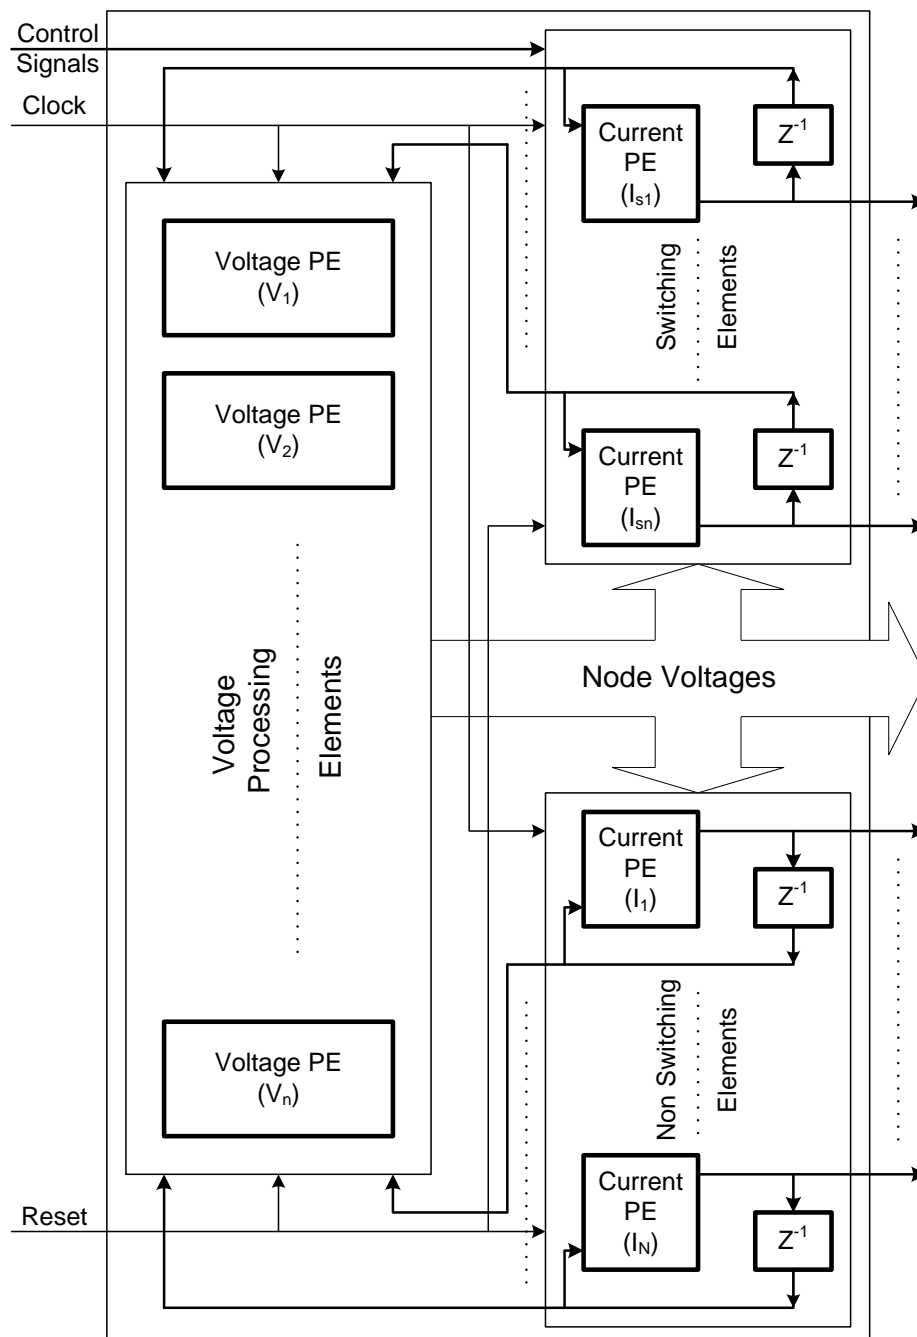 Control
Signals
Clock
Current
PE
(Is1)
Z-1
Voltage PE
(V1)
Switching
Elements
Voltage PE
(V2)
Current
PE
(Isn)
Z-1
Voltage
Processing
Elements
Node Voltages
Current
PE
(I1)
Z-1
Non Switching
Elements
Voltage PE
(Vn)
Current
PE
(IN)
Z-1
Reset